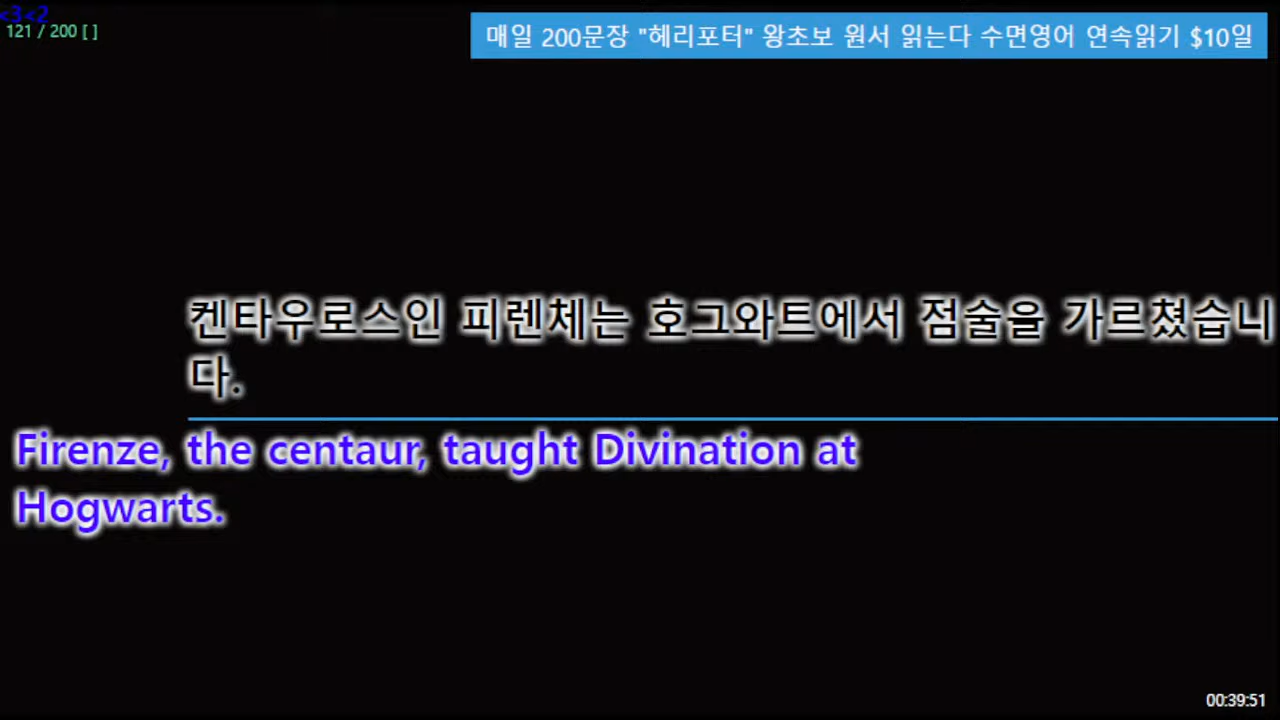 <3<2
121 / 200 [ ]
매일 200문장 "헤리포터" 왕초보 원서 읽는다 수면영어 연속읽기 $10일
켄타우로스인 피렌체는 호그와트에서 점술을 가르쳤습니
다.
Firenze, the centaur, taught Divination at
Hogwarts.
00:39:51